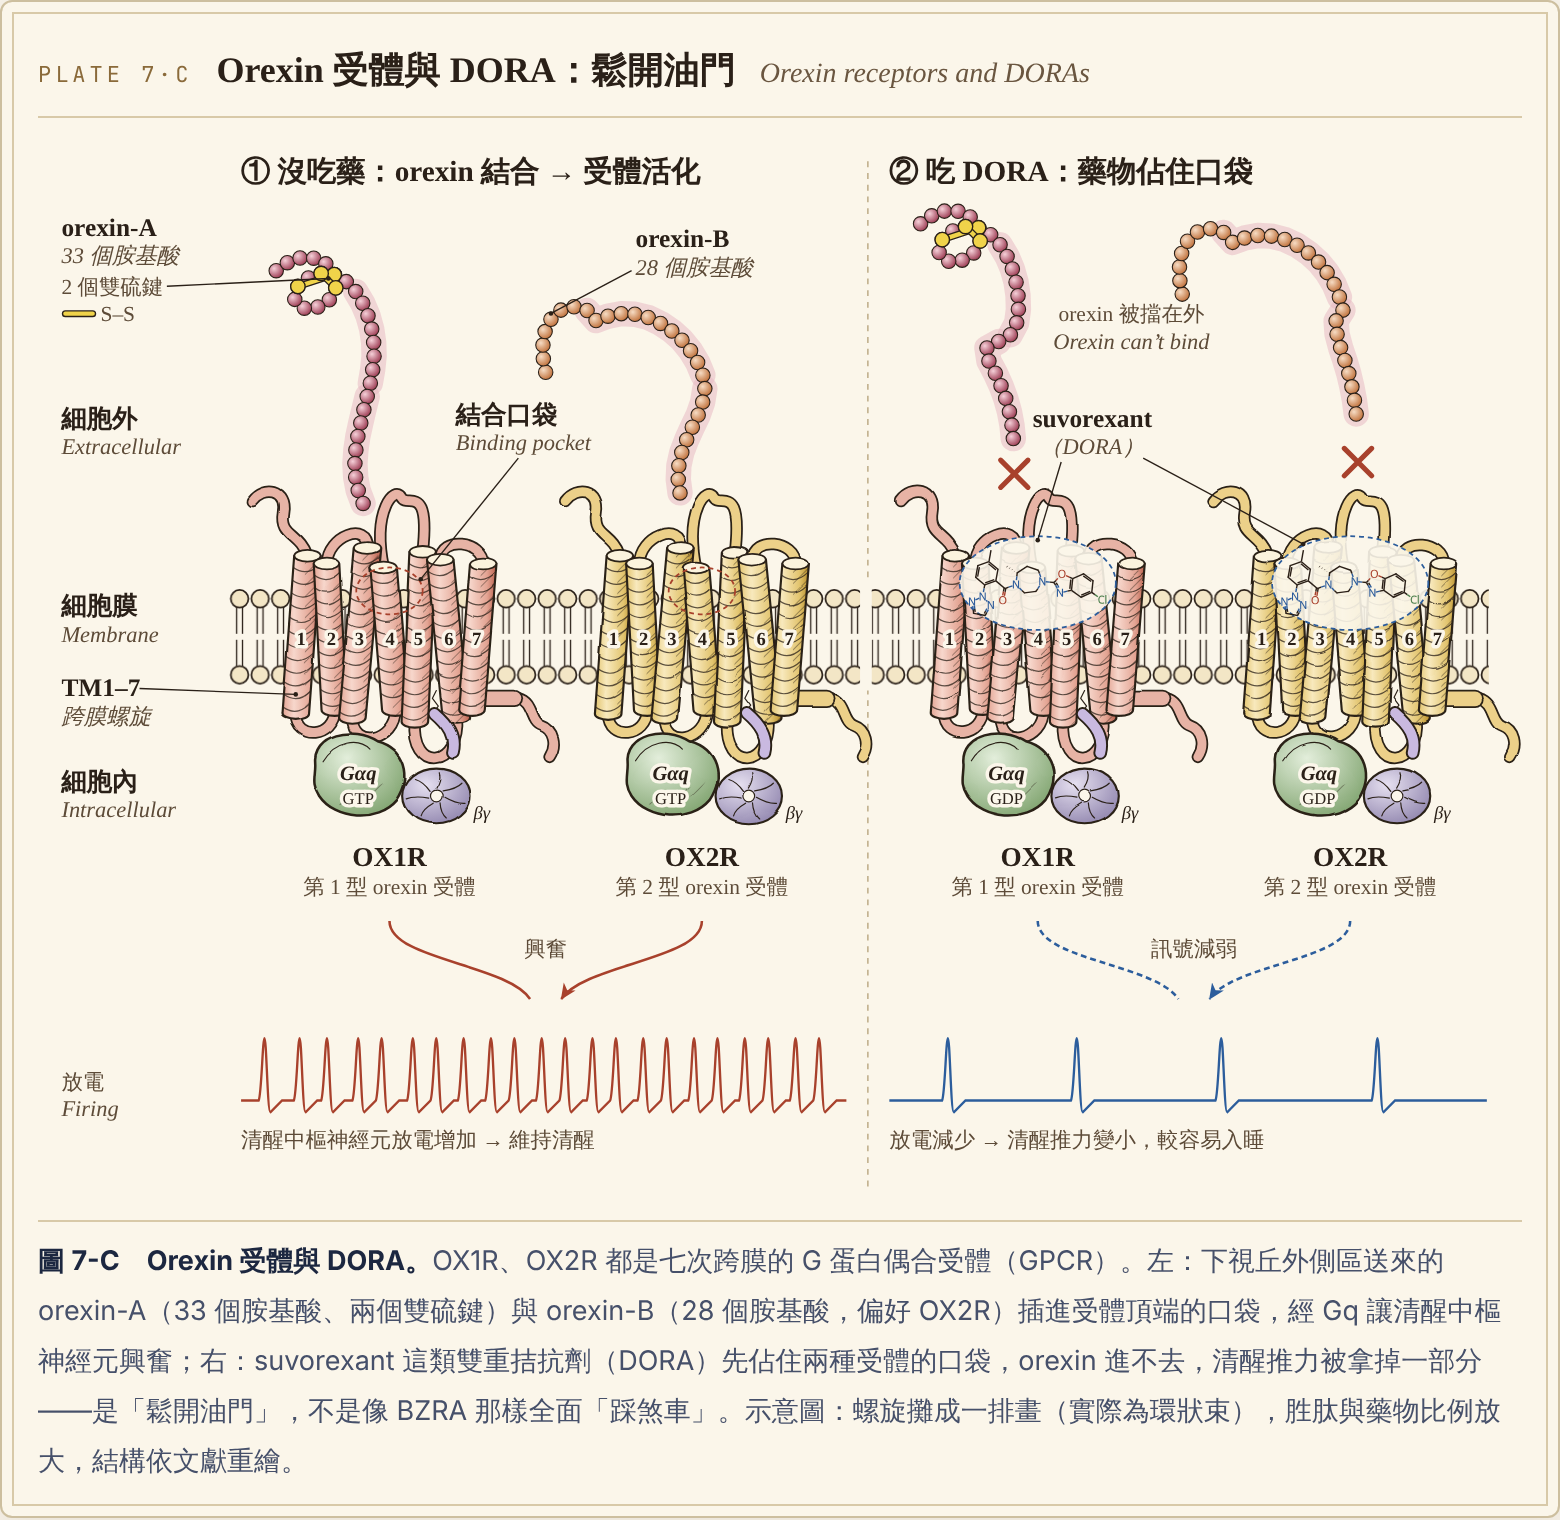 PLATE 7·C Orexin 受體與 DORA：鬆開油門 Orexin receptors and DORAs
① 沒吃藥：orexin 結合 → 受體活化
orexin-A
33 個胺基酸
2 個雙硫鍵
S–S
orexin-B
28 個胺基酸
結合口袋
Binding pocket
細胞外
Extracellular
細胞膜
Membrane
TM1–7
跨膜螺旋
細胞內
Intracellular
1 2 3 4 5 6 7
1 2 3 4 5 6 7
Gαq
GTP
βγ
Gαq
GTP
βγ
OX1R
第 1 型 orexin 受體
OX2R
第 2 型 orexin 受體
興奮
放電
Firing
清醒中樞神經元放電增加 → 維持清醒
② 吃 DORA：藥物佔住口袋
orexin 被擋在外
Orexin can’t bind
suvorexant
（DORA）
N N N N N O O N Cl
N N N N N O O N Cl
1 2 3 4 5 6 7
1 2 3 4 5 6 7
Gαq
GDP
βγ
Gαq
GDP
βγ
OX1R
第 1 型 orexin 受體
OX2R
第 2 型 orexin 受體
訊號減弱
放電減少 → 清醒推力變小，較容易入睡
圖 7-C　Orexin 受體與 DORA。OX1R、OX2R 都是七次跨膜的 G 蛋白偶合受體（GPCR）。左：下視丘外側區送來的
orexin-A（33 個胺基酸、兩個雙硫鍵）與 orexin-B（28 個胺基酸，偏好 OX2R）插進受體頂端的口袋，經 Gq 讓清醒中樞
神經元興奮；右：suvorexant 這類雙重拮抗劑（DORA）先佔住兩種受體的口袋，orexin 進不去，清醒推力被拿掉一部分
——是「鬆開油門」，不是像 BZRA 那樣全面「踩煞車」。示意圖：螺旋攤成一排畫（實際為環狀束），胜肽與藥物比例放
大，結構依文獻重繪。